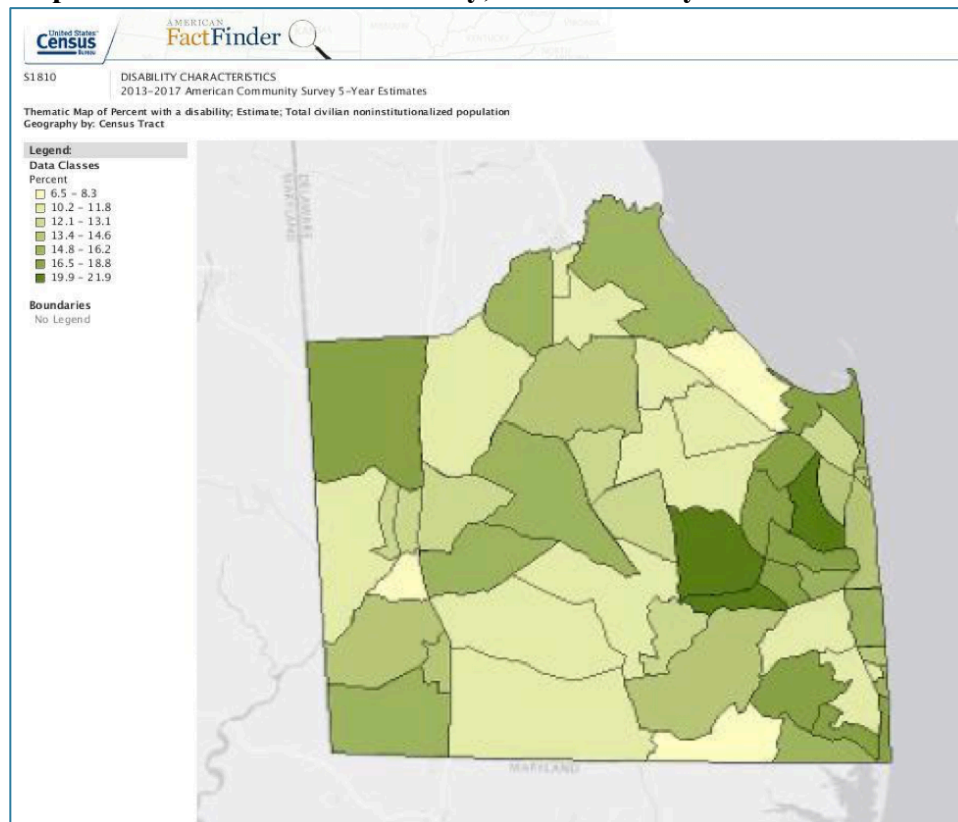 United States®
Census
Bureau
AMERICAN
FactFinder
S1810
DISABILITY CHARACTERISTICS
2013-2017 American Community Survey 5-Year Estimates
Thematic Map of Percent with a disability; Estimate; Total civilian noninstitutionalized population
Geography by: Census Tract
Legend:
Data Classes
Percent
6.5 - 8.3
10.2 - 11.8
12.1 - 13.1
13.4 - 14.6
14.8 - 16.2
16.5 - 18.8
19.9 - 21.9
Boundaries
No Legend
DELAWARE
MARYLAND
MARYLAND